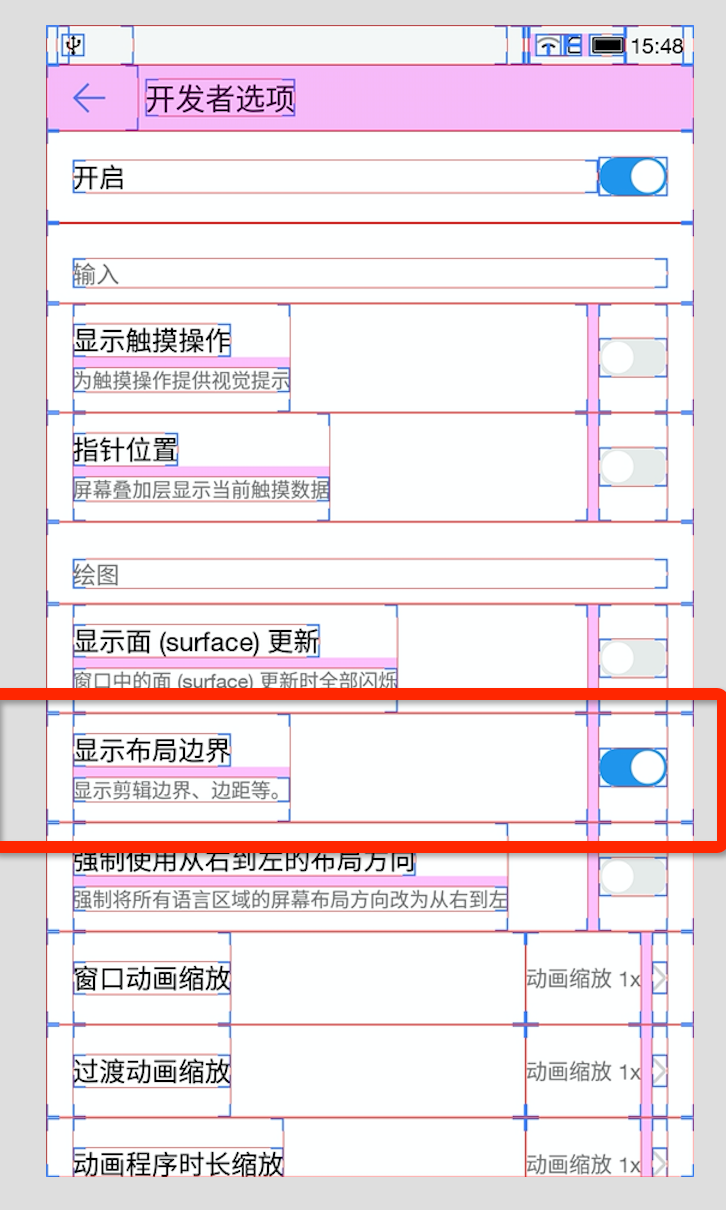 15:48
开发者选项
开启
输入
显示触摸操作
为触摸操作提供视觉提示
指针位置
屏幕叠加层显示当前触摸数据
绘图
显示面 (surface) 更新
窗口中的面 (surface) 更新时全部闪烁
显示布局边界
显示剪辑边界、边距等。
强制使用从右到左的布局方向
强制将所有语言区域的屏幕布局方向改为从右到左
窗口动画缩放
动画缩放 1x
过渡动画缩放
动画缩放 1x
动画程序时长缩放
动画缩放 1x